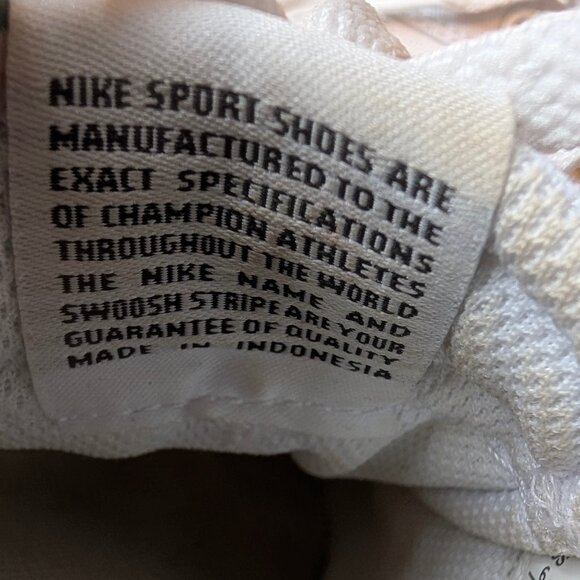 NIKE SPORT SHOES ARE
MANUFACTURED TO THE
EXACT SPECIFICATIONS
OF CHAMPION ATHLETES
THROUGHOUT THE WORLD
THE NIKE NAME AND
SWOOSH STRIPE ARE YOUR
GUARANTEE OF QUALITY
MADE IN INDONESIA